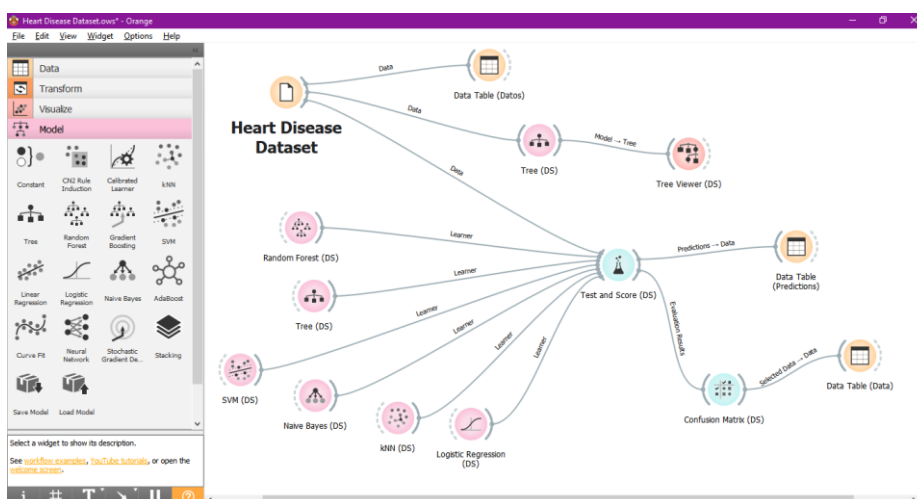 Heart Disease Dataset.ows* - Orange
File Edit View Widget Options Help
Data
Transform
Visualize
Model
Constant
CN2 Rule
Induction
Calibrated
Learner
kNN
Tree
Random
Forest
Gradient
Boosting
SVM
Linear
Regression
Logistic
Regression
Naive Bayes
AdaBoost
Curve Fit
Neural
Network
Stochastic
Gradient De...
Stacking
Save Model
Load Model
Select a widget to show its description.
See workflow examples, YouTube tutorials, or open the
welcome screen.
Heart Disease
Dataset
Data
Data Table (Datos)
Data
Tree (DS)
Model → Tree
Tree Viewer (DS)
Data
Random Forest (DS)
Learner
Tree (DS)
Learner
SVM (DS)
Learner
Naive Bayes (DS)
Learner
kNN (DS)
Learner
Logistic Regression
(DS)
Learner
Test and Score (DS)
Predictions → Data
Data Table
(Predictions)
Evaluation Results
Confusion Matrix (DS)
Selected Data → Data
Data Table (Data)